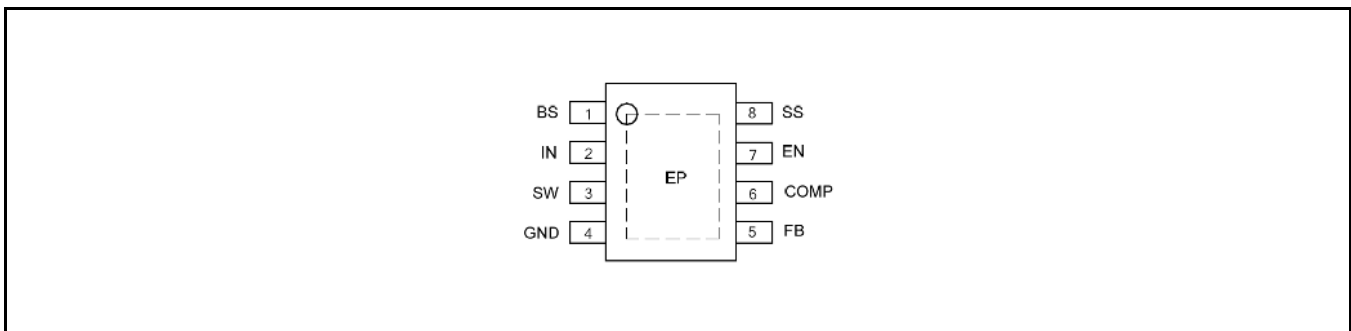 BS 1 8 SS
IN 2 7 EN
EP
SW 3 6 COMP
GND 4 5 FB